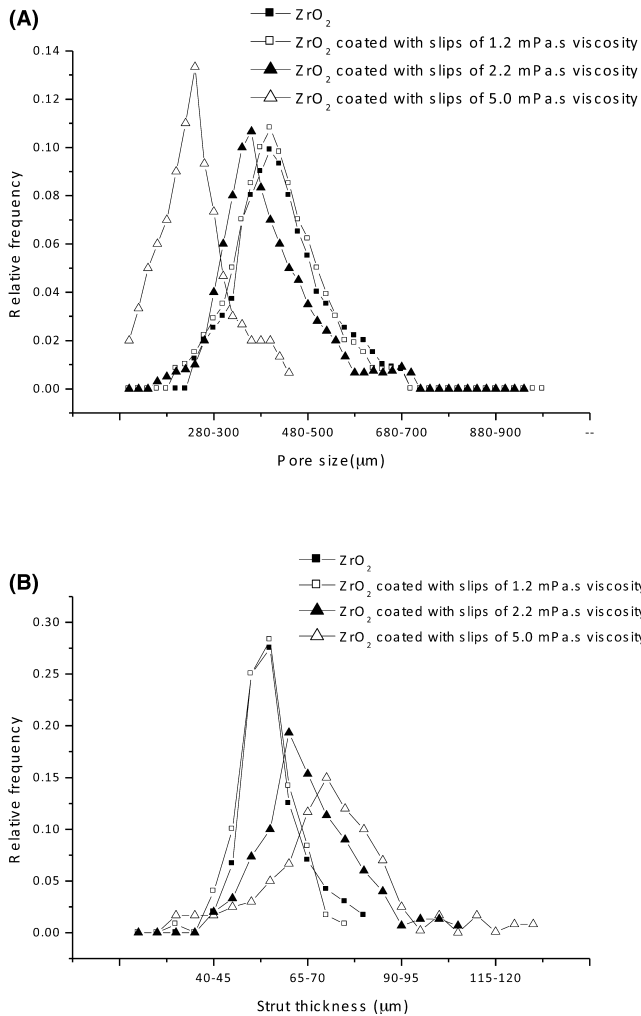 (A)
ZrO2
ZrO2 coated with slips of 1.2 mPa.s viscosity
ZrO2 coated with slips of 2.2 mPa.s viscosity
ZrO2 coated with slips of 5.0 mPa.s viscosity
0.14
0.12
0.10
0.08
0.06
0.04
0.02
0.00
Relative frequency
280-300 480-500 680-700 880-900 --
Pore size(μm)
(B)
ZrO2
ZrO2 coated with slips of 1.2 mPa.s viscosity
ZrO2 coated with slips of 2.2 mPa.s viscosity
ZrO2 coated with slips of 5.0 mPa.s viscosity
0.30
0.25
0.20
0.15
0.10
0.05
0.00
Relative frequency
40-45 65-70 90-95 115-120
Strut thickness (μm)